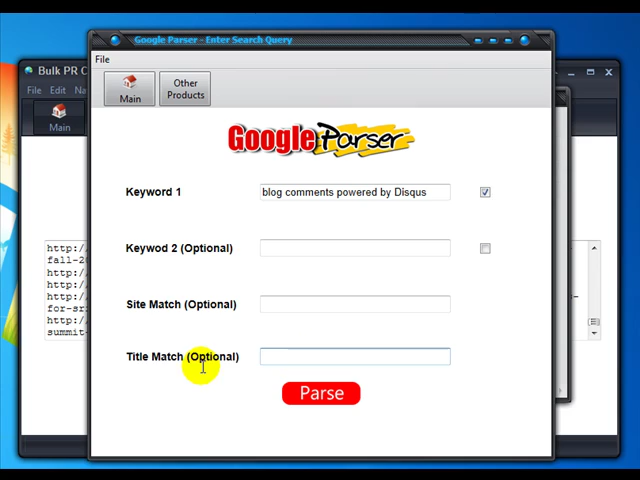 Google Parser - Enter Search Query
File
Main
Other
Products
Google Parser
Keyword 1
blog comments powered by Disqus
Keywod 2 (Optional)
Site Match (Optional)
Title Match (Optional)
Parse
Bulk PR C
File Edit Na
Main
http:/
fall-20
http:/
http:/
http:/
for-sr
http:/
summit-